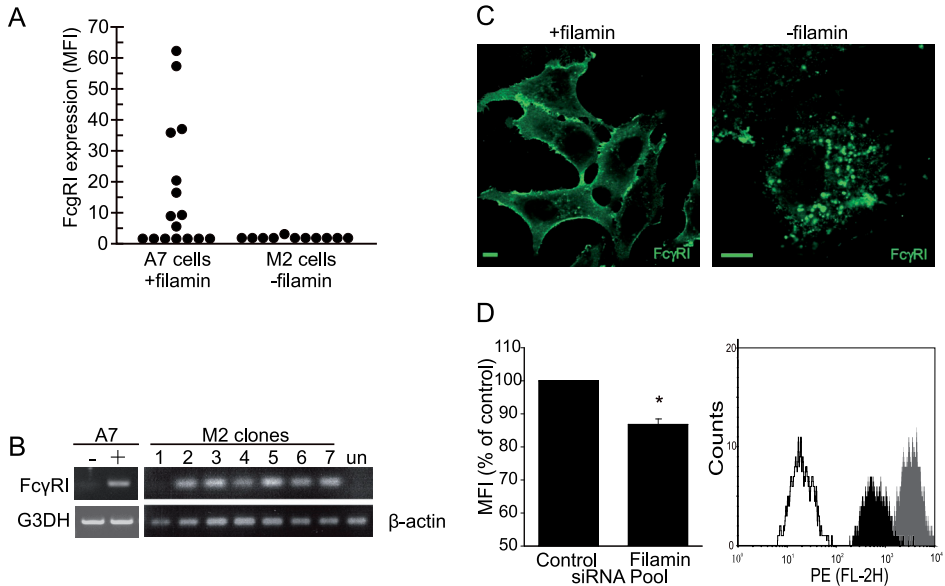 A
FcgRI expression (MFI)
70
60
50
40
30
20
10
0
A7 cells
+filamin
M2 cells
-filamin
B
A7
- +
M2 clones
1 2 3 4 5 6 7 un
FcγRI
G3DH
β-actin
C
+filamin
-filamin
FcγRI
FcγRI
D
MFI (% of control)
110
100
90
80
70
60
50
Control
Filamin
siRNA Pool
Counts
20
10
0
10⁰ 10¹ 10² 10³ 10⁴
PE (FL-2H)
*